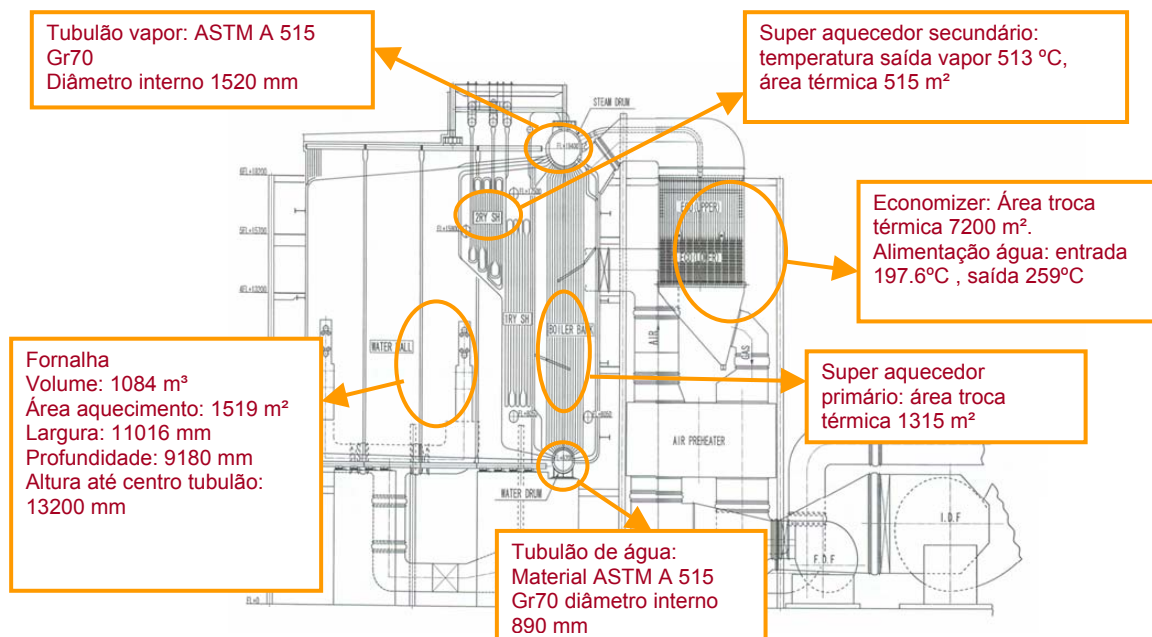 Tubulão vapor: ASTM A 515
Gr70
Diâmetro interno 1520 mm
Super aquecedor secundário:
temperatura saída vapor 513 ºC,
área térmica 515 m²
STEAM DRUM
2RY SH
ECO(UPPER)
ECO(LOWER)
Economizer: Área troca
térmica 7200 m².
Alimentação água: entrada
197.6ºC , saída 259ºC
1RY SH
BOILER BANK
WATER WALL
AIR
GAS
Fornalha
Volume: 1084 m³
Área aquecimento: 1519 m²
Largura: 11016 mm
Profundidade: 9180 mm
Altura até centro tubulão:
13200 mm
Super aquecedor
primário: área troca
térmica 1315 m²
AIR PREHEATER
WATER DRUM
I.D.F
F.D.F
Tubulão de água:
Material ASTM A 515
Gr70 diâmetro interno
890 mm